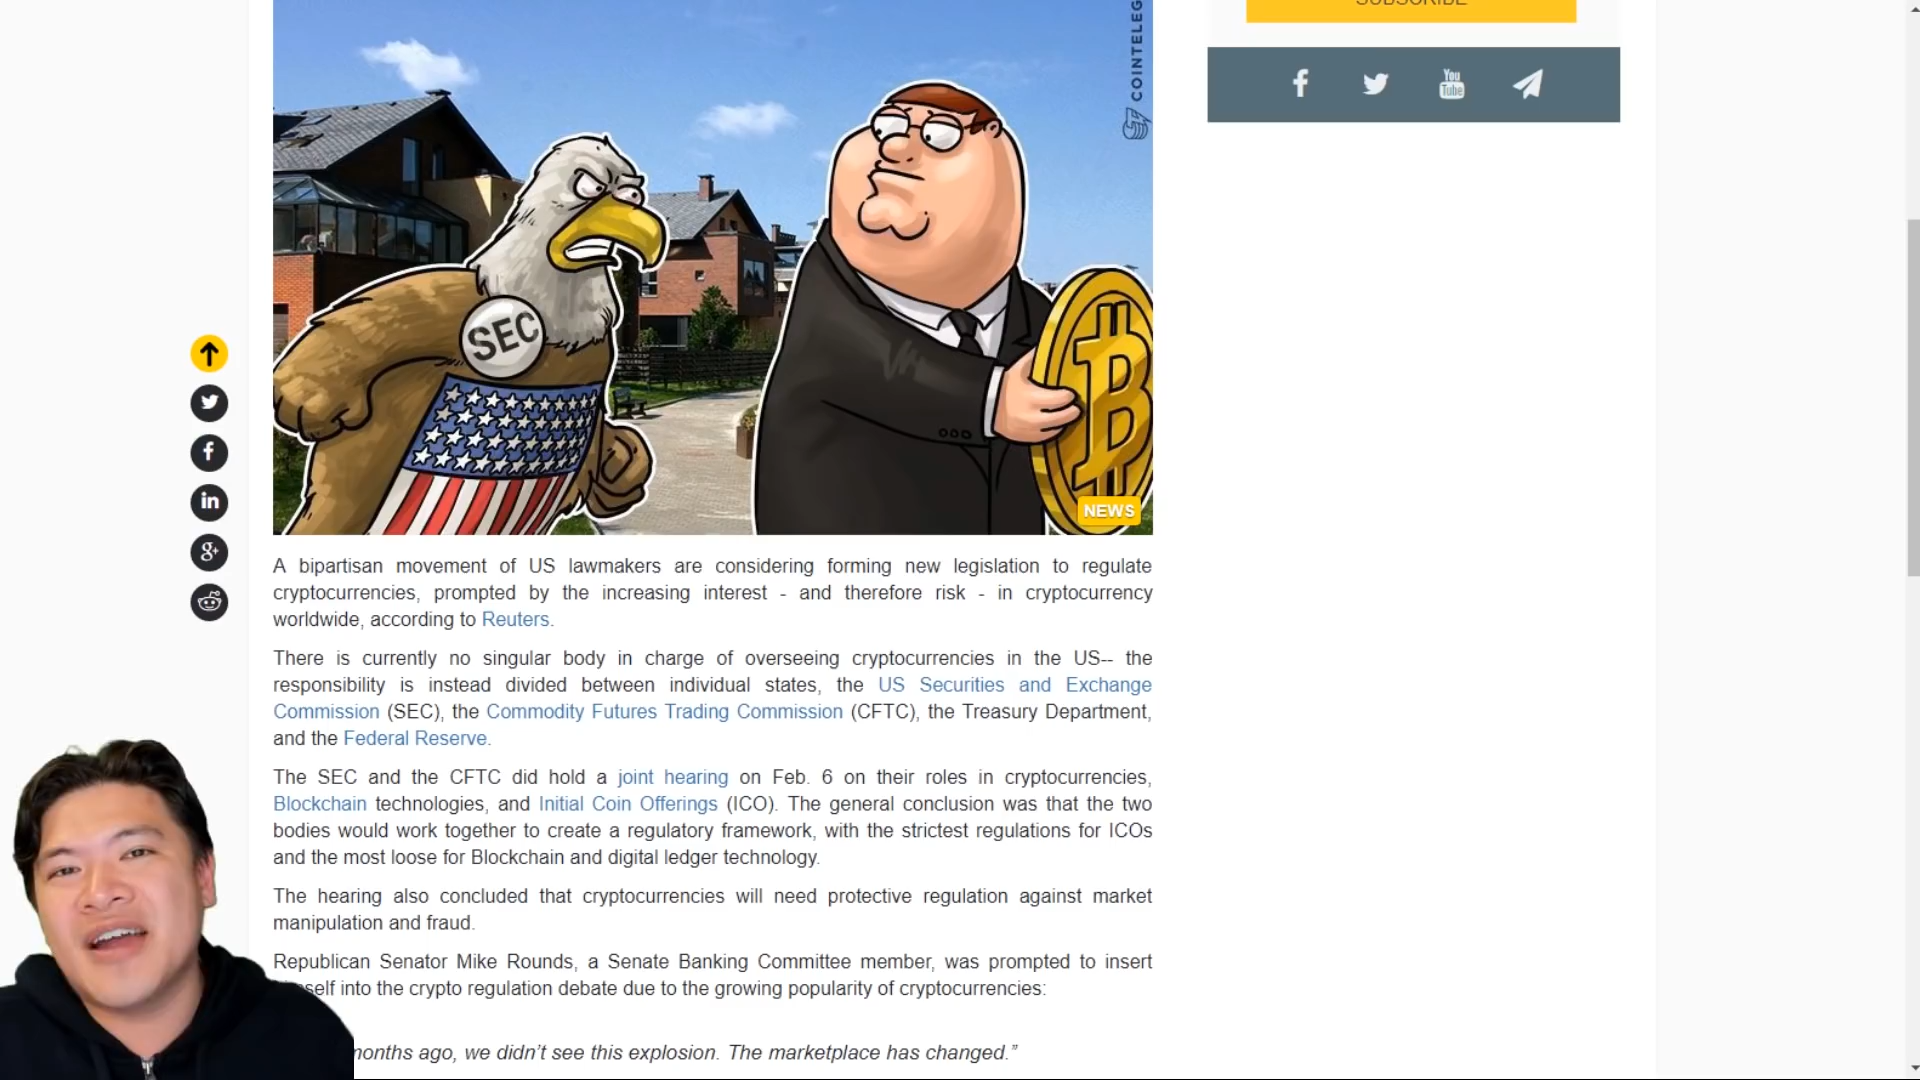 SUBSCRIBE
COINTELEG
You
Tube
SEC
B
NEWS
A bipartisan movement of US lawmakers are considering forming new legislation to regulate
cryptocurrencies, prompted by the increasing interest - and therefore risk - in cryptocurrency
worldwide, according to Reuters.
There is currently no singular body in charge of overseeing cryptocurrencies in the US-- the
responsibility is instead divided between individual states, the US Securities and Exchange
Commission (SEC), the Commodity Futures Trading Commission (CFTC), the Treasury Department,
and the Federal Reserve.
The SEC and the CFTC did hold a joint hearing on Feb. 6 on their roles in cryptocurrencies,
Blockchain technologies, and Initial Coin Offerings (ICO). The general conclusion was that the two
bodies would work together to create a regulatory framework, with the strictest regulations for ICOs
and the most loose for Blockchain and digital ledger technology.
The hearing also concluded that cryptocurrencies will need protective regulation against market
manipulation and fraud.
Republican Senator Mike Rounds, a Senate Banking Committee member, was prompted to insert
self into the crypto regulation debate due to the growing popularity of cryptocurrencies:
months ago, we didn't see this explosion. The marketplace has changed.”